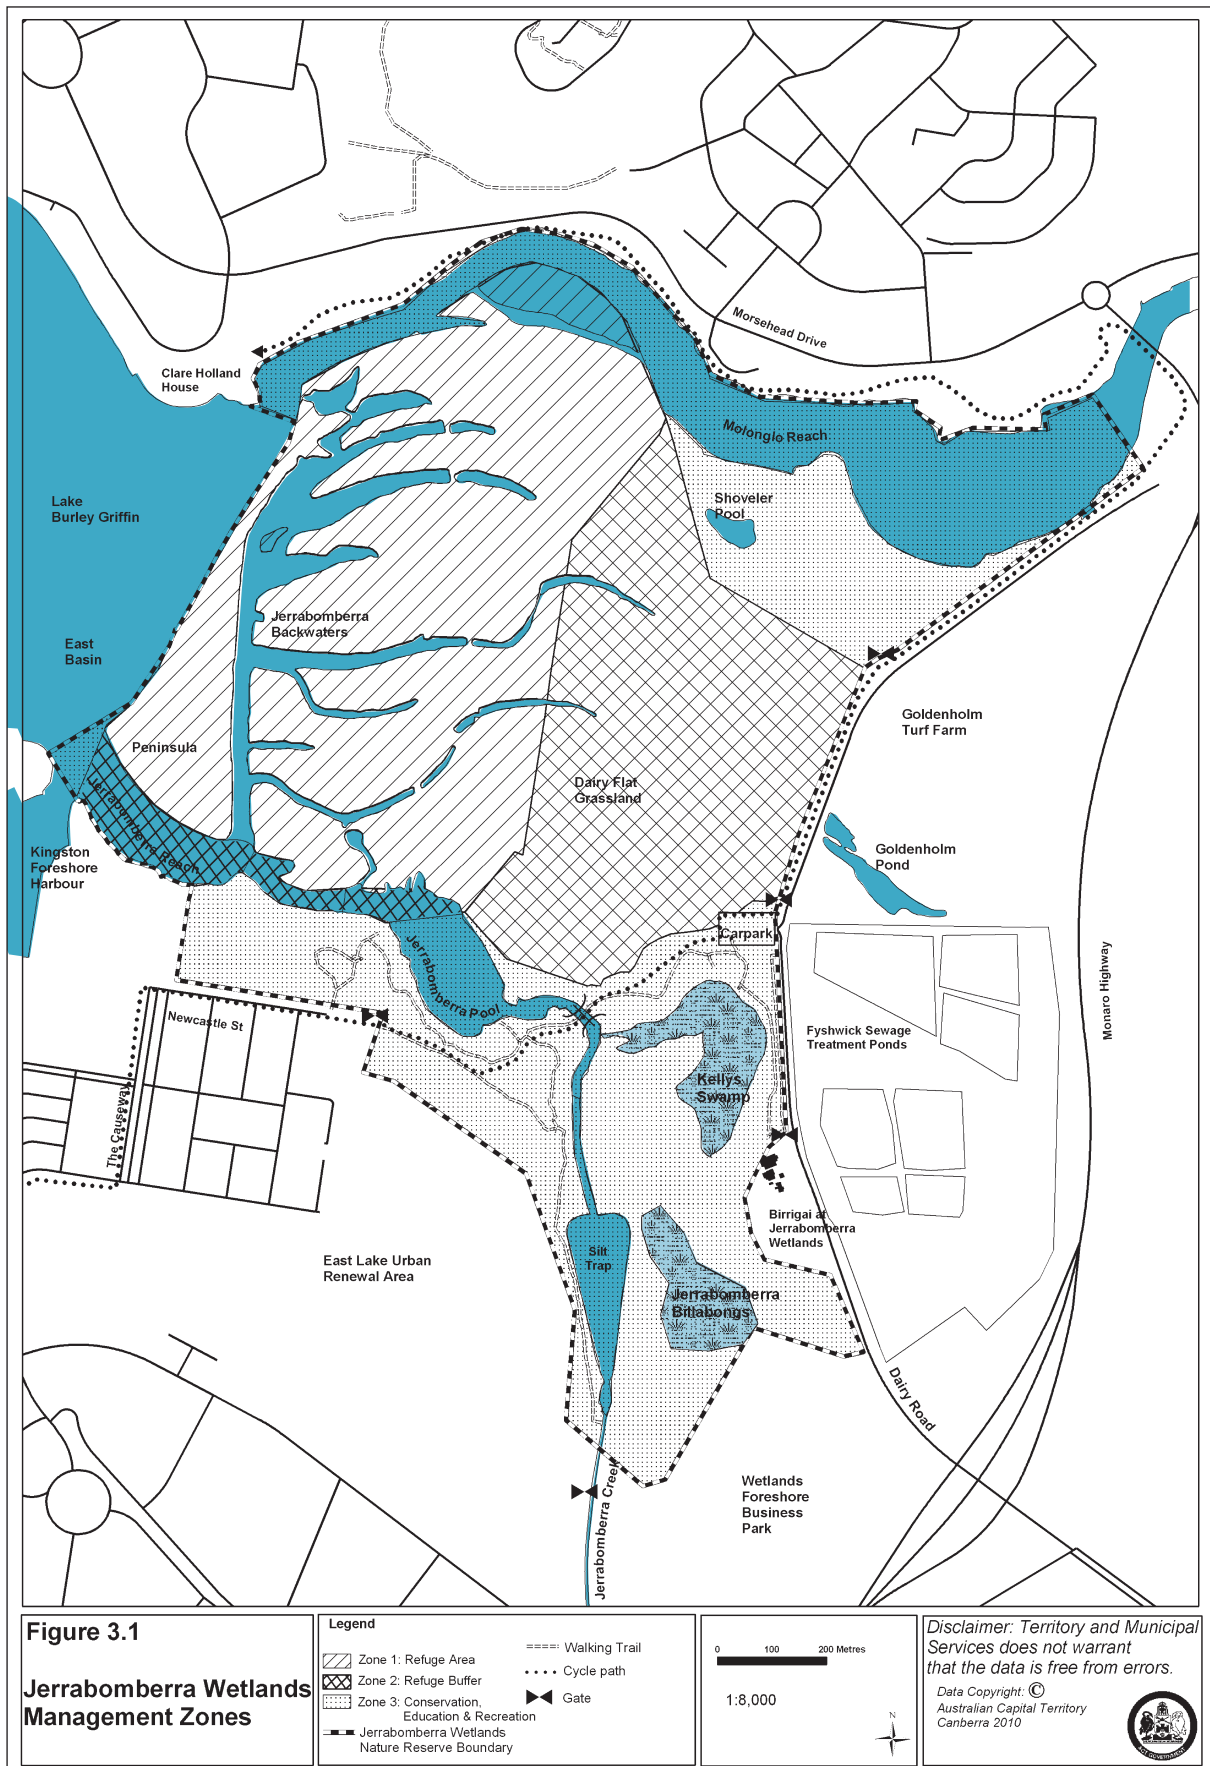 Morsehead Drive
Clare Holland
House
Molonglo Reach
Lake
Burley Griffin
Shoveler
Pool
Jerrabomberra
Backwaters
East
Basin
Goldenholm
Turf Farm
Peninsula
Dairy Flat
Grassland
Jerrabomberra Reach
Kingston
Foreshore
Harbour
Goldenholm
Pond
Carpark
Jerrabomberra Pool
Monaro Highway
Newcastle St
Fyshwick Sewage
Treatment Ponds
Kellys
Swamp
The Causeway
Birrigai at
Jerrabomberra
Wetlands
Silt
Trap
East Lake Urban
Renewal Area
Jerrabomberra
Billabongs
Dairy Road
Wetlands
Foreshore
Business
Park
Jerrabomberra Creek
Figure 3.1
Jerrabomberra Wetlands
Management Zones
Legend
Zone 1: Refuge Area
Zone 2: Refuge Buffer
Zone 3: Conservation,
Education & Recreation
Jerrabomberra Wetlands
Nature Reserve Boundary
Walking Trail
Cycle path
Gate
0 100 200 Metres
1:8,000
N
Disclaimer: Territory and Municipal
Services does not warrant
that the data is free from errors.
Data Copyright: ©
Australian Capital Territory
Canberra 2010
ACT GOVERNMENT